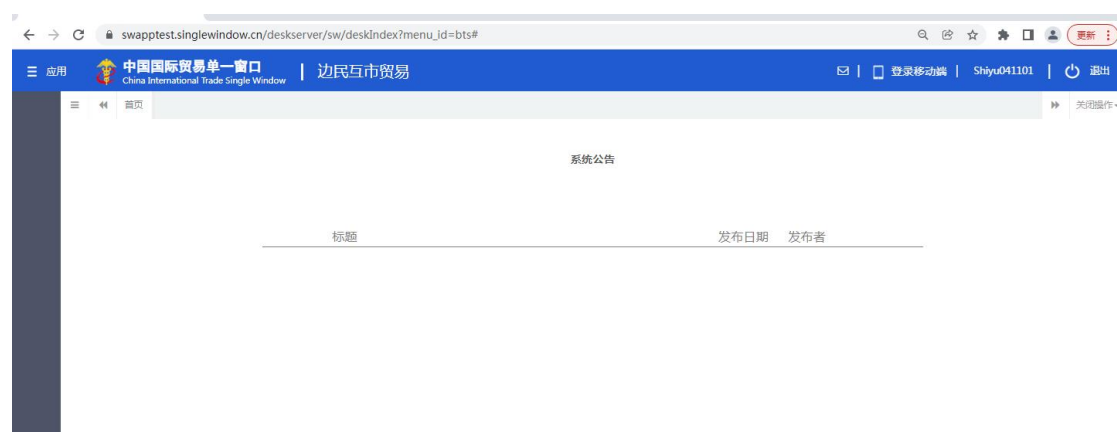 swapptest.singlewindow.cn/deskserver/sw/deskIndex?menu_id=bts#
更新
应用
中国国际贸易单一窗口
China International Trade Single Window
边民互市贸易
登录移动端
Shiyu041101
退出
首页
关闭操作
系统公告
标题 发布日期 发布者